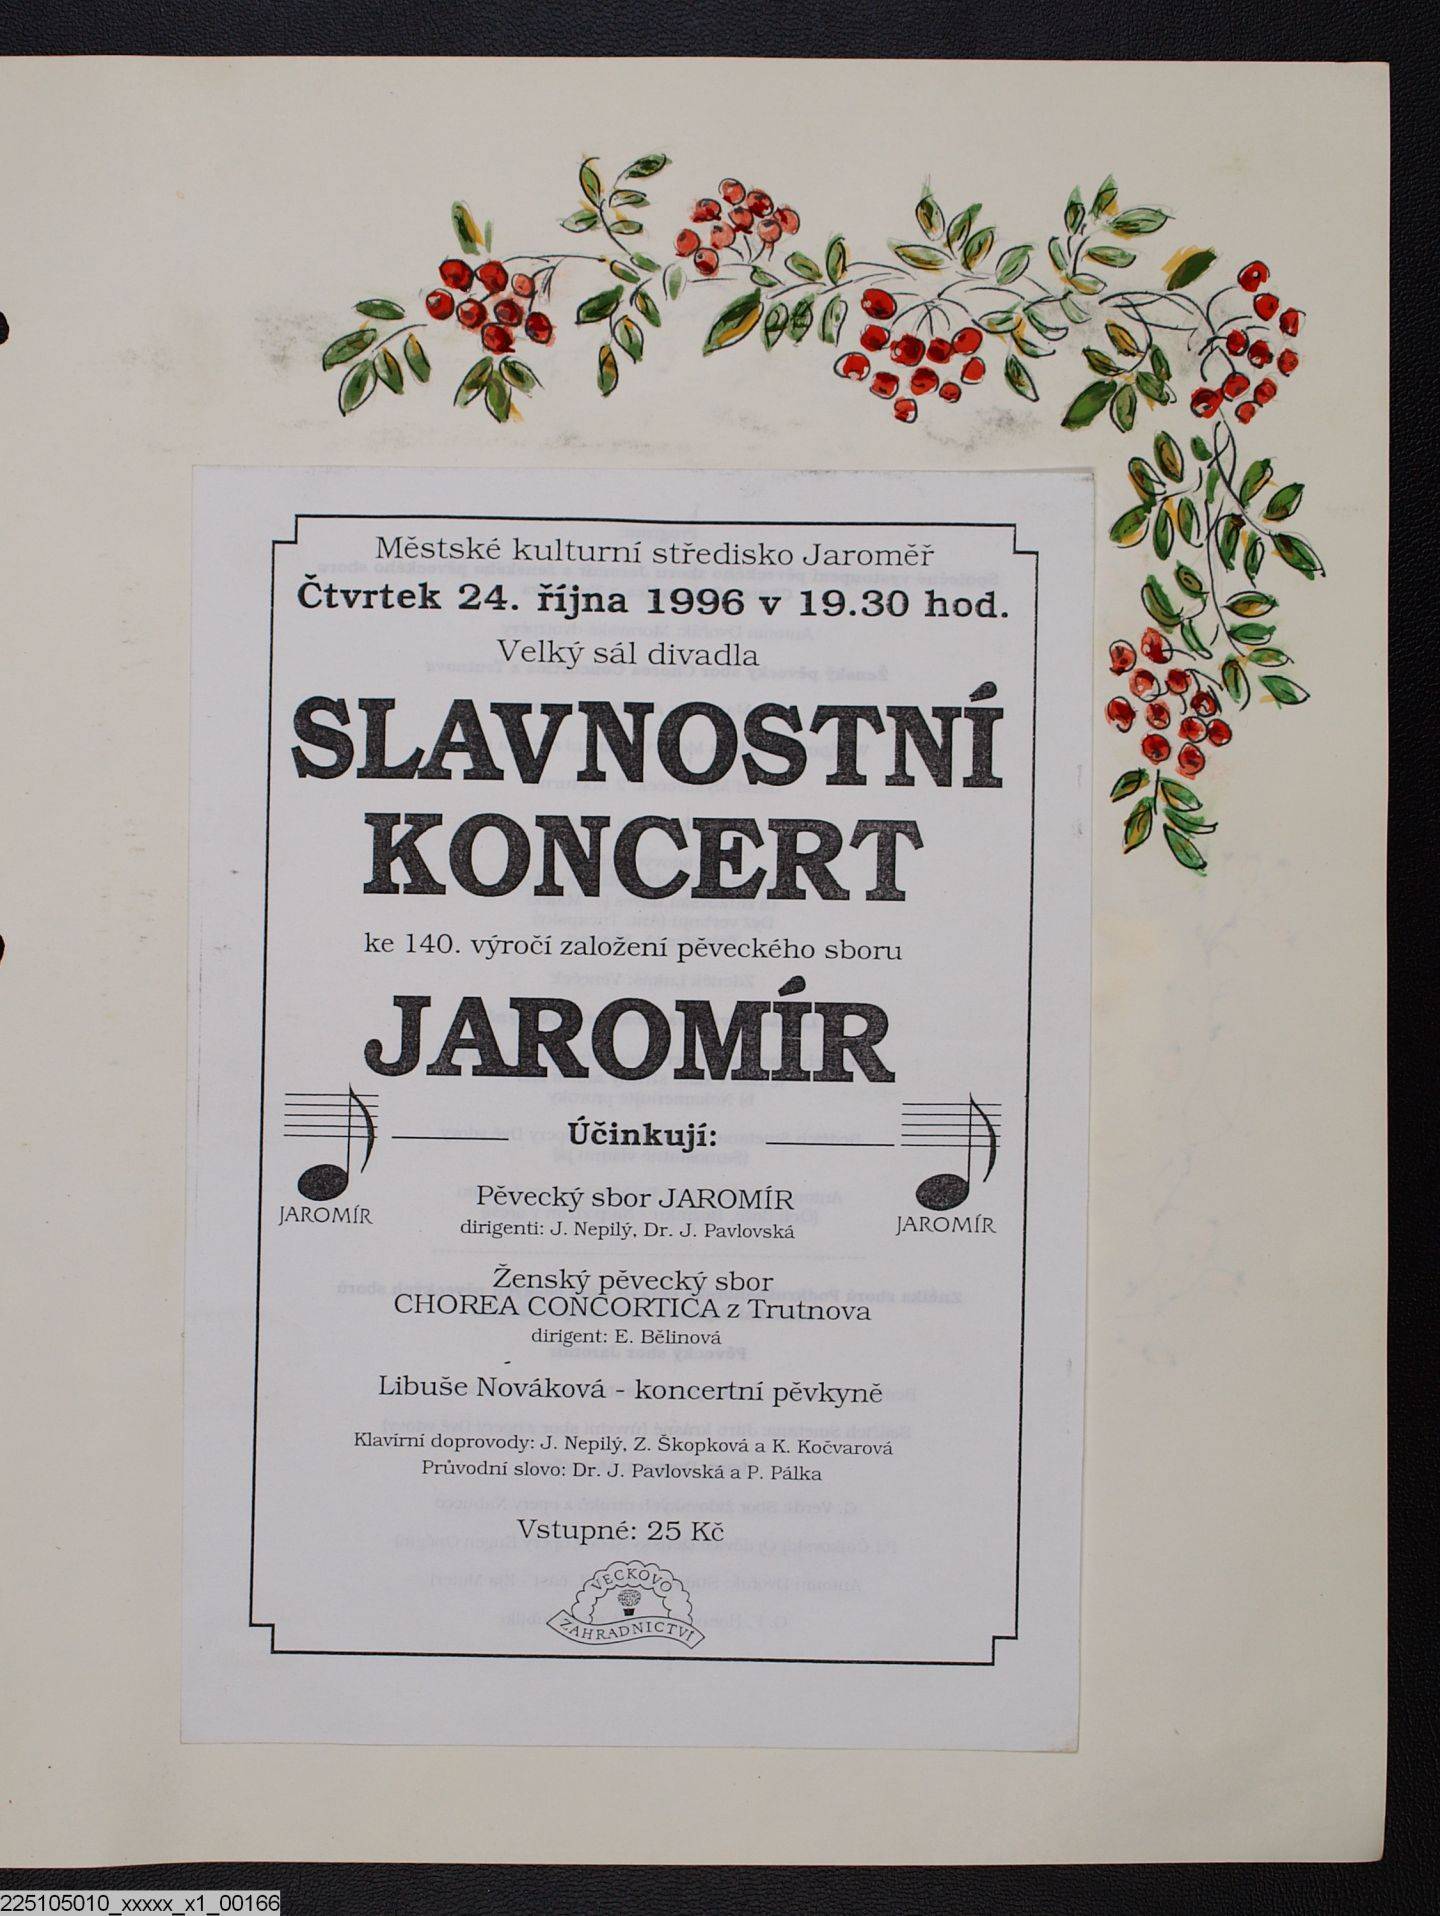 Městské kulturní středisko Jaroměř
Čtvrtek 24. října 1996 v 19.30 hod.
Velký sál divadla
SLAVNOSTNÍ
KONCERT
ke 140. výročí založení pěveckého sboru
JAROMÍR
Účinkují:
JAROMÍR
JAROMÍR
Pěvecký sbor JAROMÍR
dirigenti: J. Nepilý, Dr. J. Pavlovská
Ženský pěvecký sbor
CHOREA CONCORTICA z Trutnova
dirigent: E. Bělinová
Libuše Nováková - koncertní pěvkyně
Klavírní doprovody: J. Nepilý, Z. Škopková a K. Kočvarová
Průvodní slovo: Dr. J. Pavlovská a P. Pálka
Vstupné: 25 Kč
VECKOVO
ZAHRADNICTVÍ
225105010_xxxxx_x1_00166